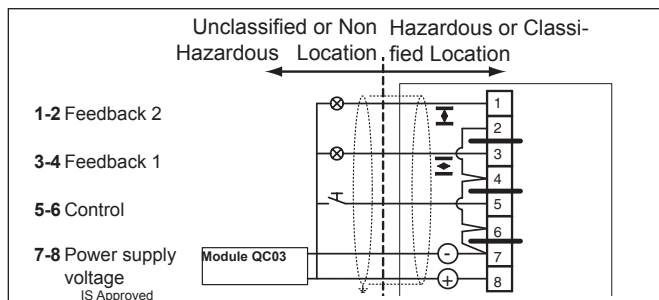 Unclassified or Non Hazardous or Classi-
Hazardous Location fied Location
1-2 Feedback 2
3-4 Feedback 1
5-6 Control
7-8 Power supply
voltage
IS Approved
Module QC03
-
+
1
2
3
4
5
6
7
8